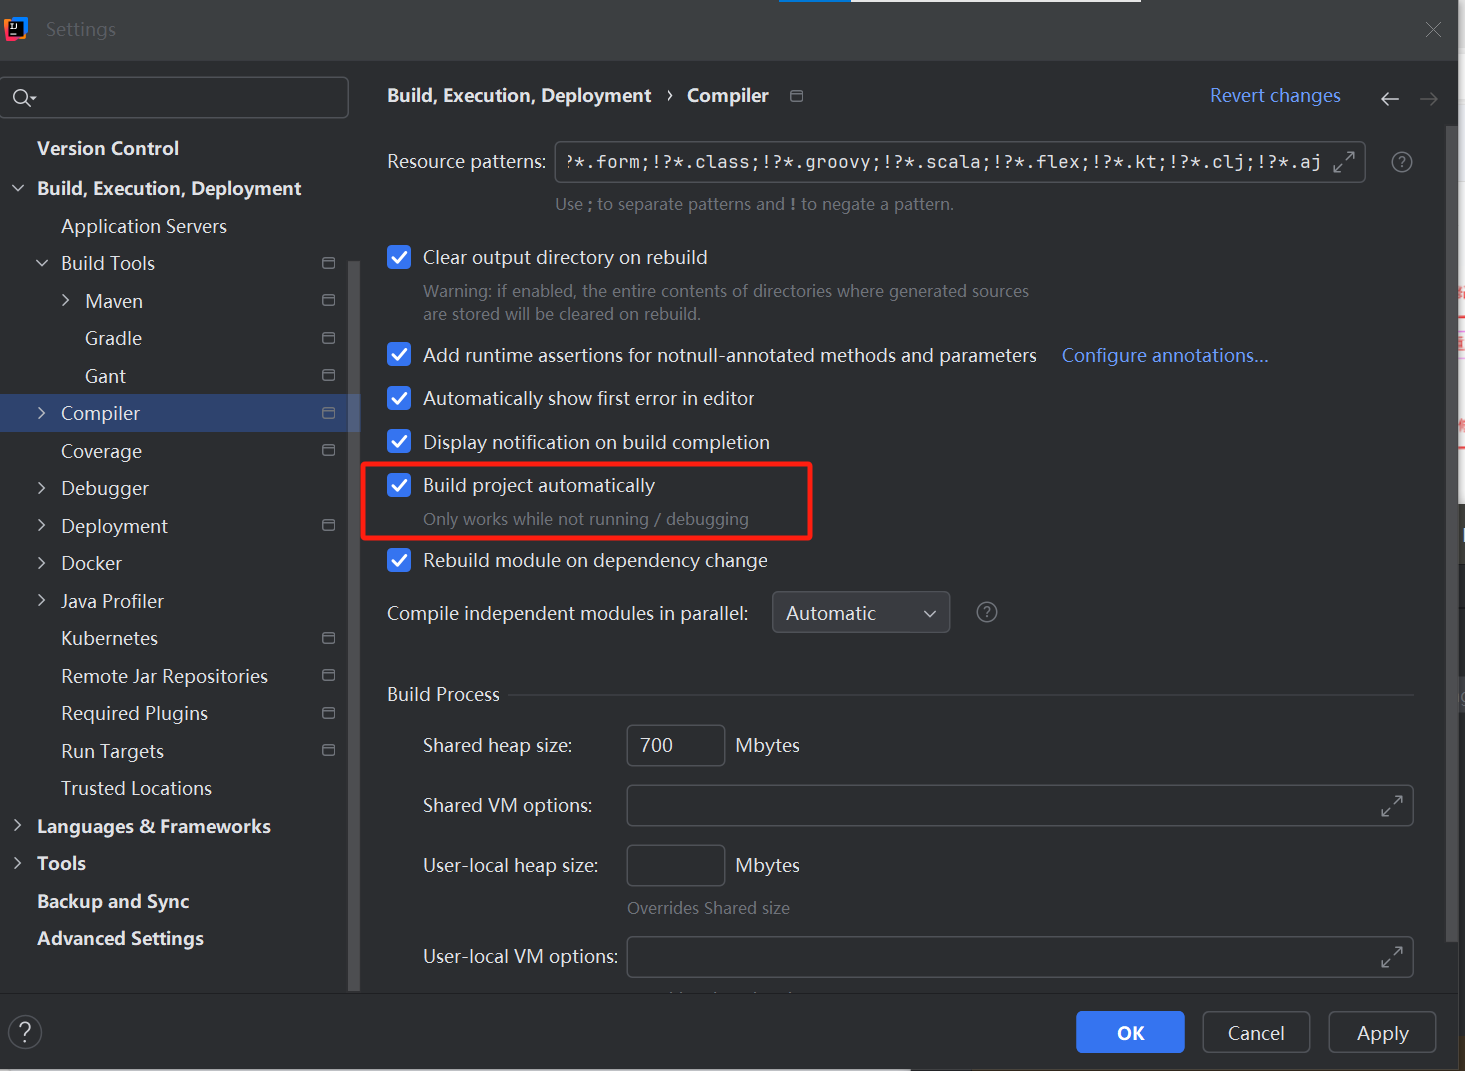 Settings
Version Control
Build, Execution, Deployment
Application Servers
Build Tools
Maven
Gradle
Gant
Compiler
Coverage
Debugger
Deployment
Docker
Java Profiler
Kubernetes
Remote Jar Repositories
Required Plugins
Run Targets
Trusted Locations
Languages & Frameworks
Tools
Backup and Sync
Advanced Settings
Build, Execution, Deployment › Compiler
Revert changes
Resource patterns: ?*.form;!?*.class;!?*.groovy;!?*.scala;!?*.flex;!?*.kt;!?*.clj;!?*.aj
Use ; to separate patterns and ! to negate a pattern.
Clear output directory on rebuild
Warning: if enabled, the entire contents of directories where generated sources
are stored will be cleared on rebuild.
Add runtime assertions for notnull-annotated methods and parameters Configure annotations...
Automatically show first error in editor
Display notification on build completion
Build project automatically
Only works while not running / debugging
Rebuild module on dependency change
Compile independent modules in parallel: Automatic
Build Process
Shared heap size: 700 Mbytes
Shared VM options:
User-local heap size: Mbytes
Overrides Shared size
User-local VM options:
OK Cancel Apply